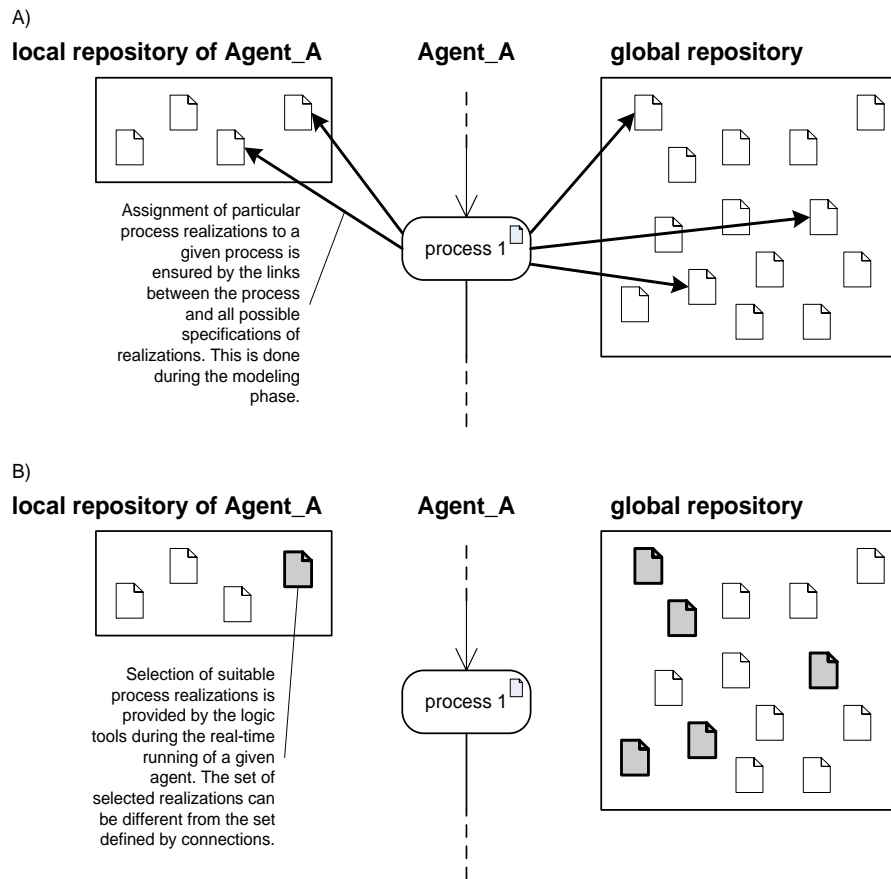 A)
local repository of Agent_A
Agent_A
global repository
process 1
Assignment of particular
process realizations to a
given process is
ensured by the links
between the process
and all possible
specifications of
realizations. This is done
during the modeling
phase.
B)
local repository of Agent_A
Agent_A
global repository
process 1
Selection of suitable
process realizations is
provided by the logic
tools during the real-time
running of a given
agent. The set of
selected realizations can
be different from the set
defined by connections.